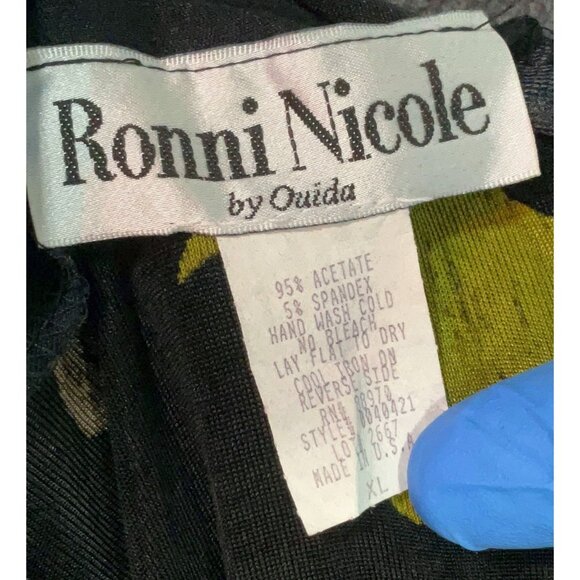 Ronni Nicole
by Ouida
95% ACETATE
5% SPANDEX
HAND WASH COLD
NO BLEACH
LAY FLAT TO DRY
COOL IRON ON
REVERSE SIDE
RN#
STYLE
LOT 7667
MADE IN U.S.A
XL